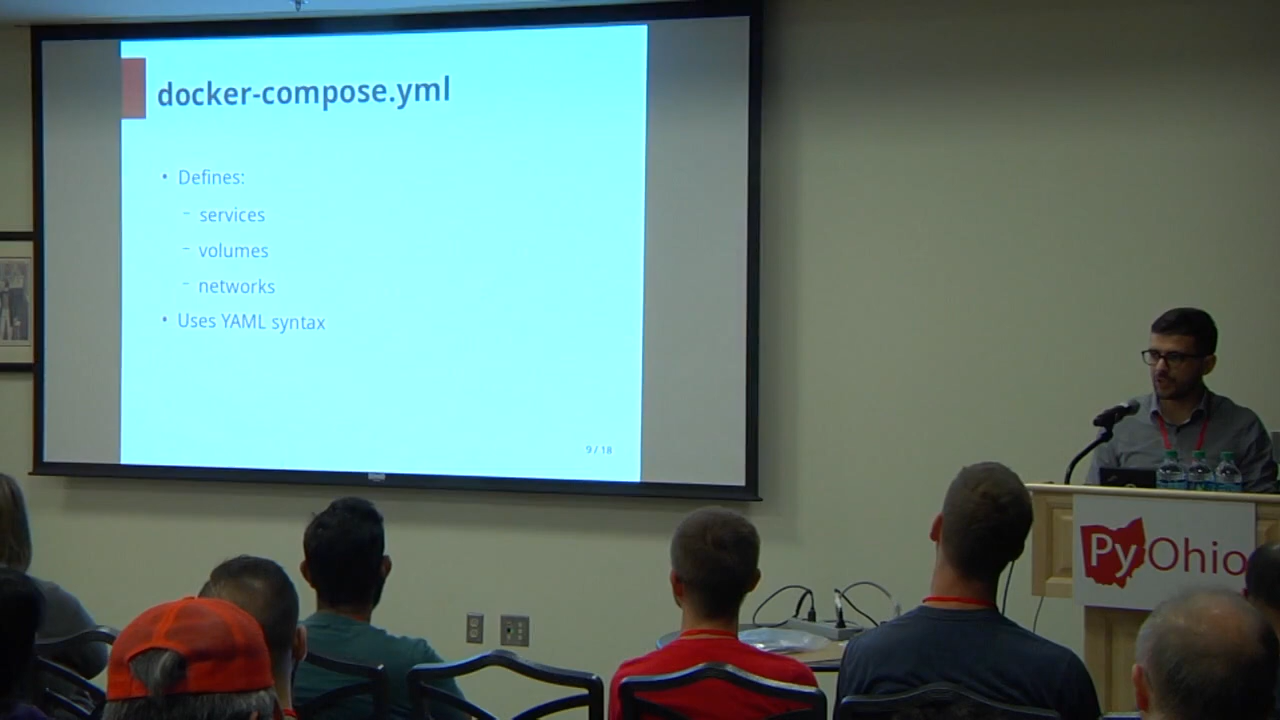 docker-compose.yml
• Defines:
– services
– volumes
– networks
• Uses YAML syntax
9 / 18
PyOhio